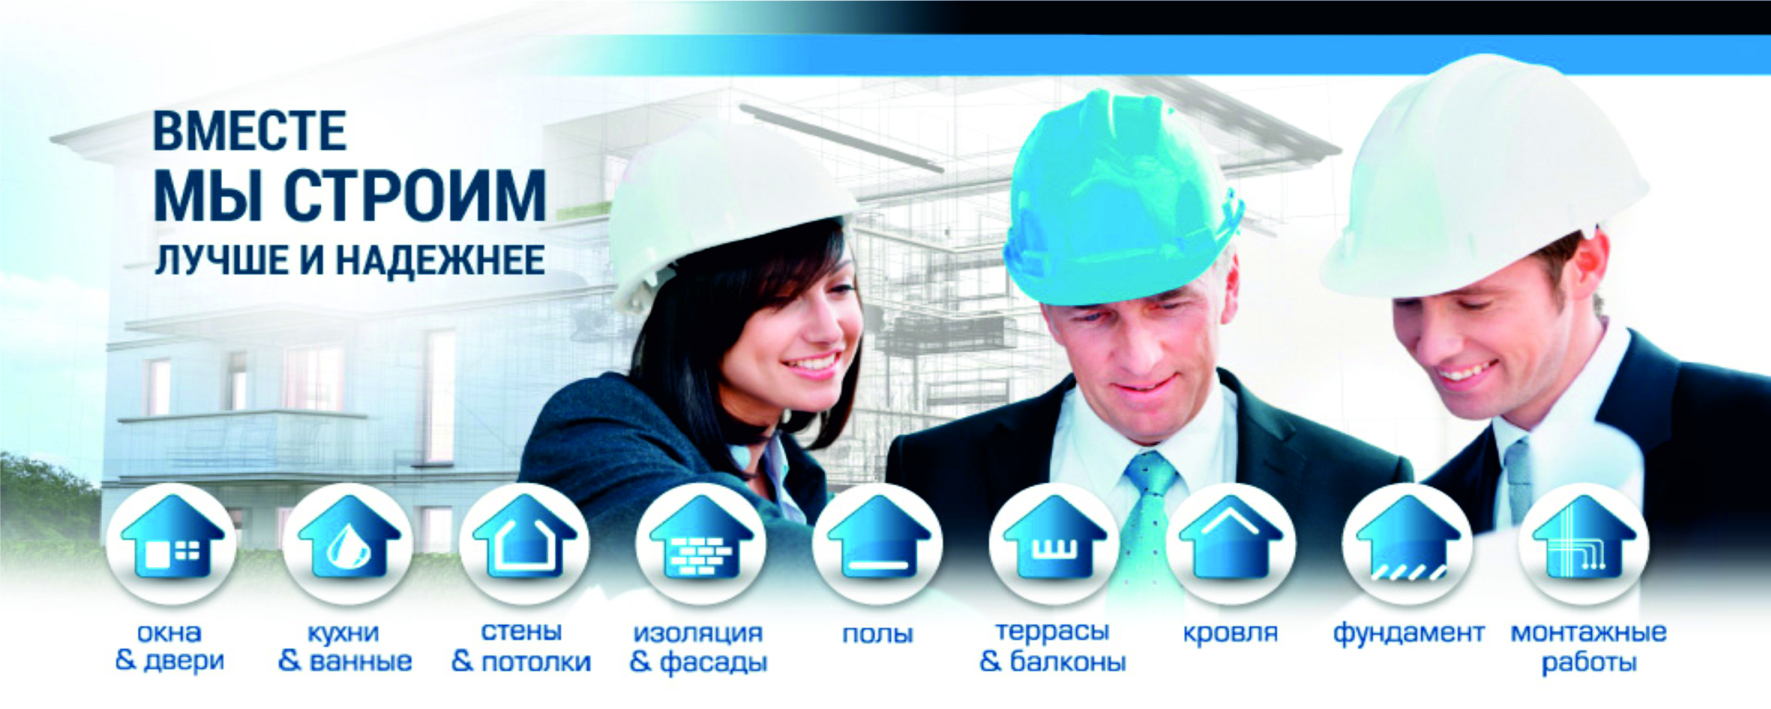 ВМЕСТЕ
МЫ СТРОИМ
ЛУЧШЕ И НАДЕЖНЕЕ
окна
& двери
кухни
& ванные
стены
& потолки
изоляция
& фасады
полы
террасы
& балконы
кровля
фундамент
монтажные
работы